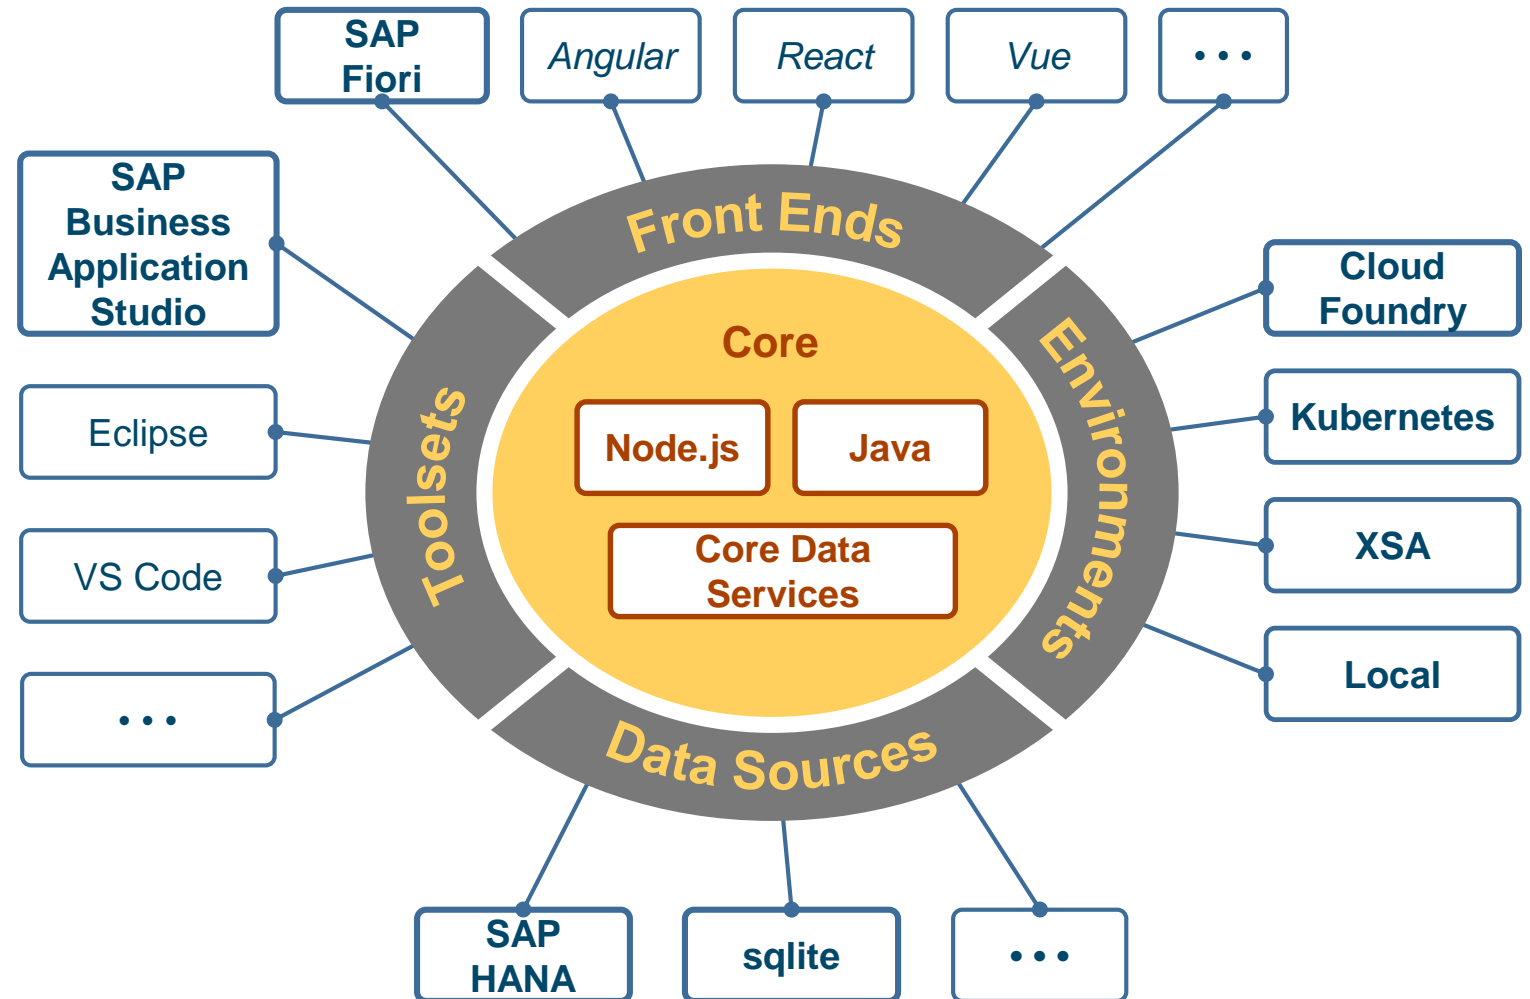 SAP
Fiori
Angular
React
Vue
•••
SAP
Business
Application
Studio
Eclipse
VS Code
•••
Front Ends
Toolsets
Environments
Data Sources
Core
Node.js
Java
Core Data
Services
Cloud
Foundry
Kubernetes
XSA
Local
SAP
HANA
sqlite
•••